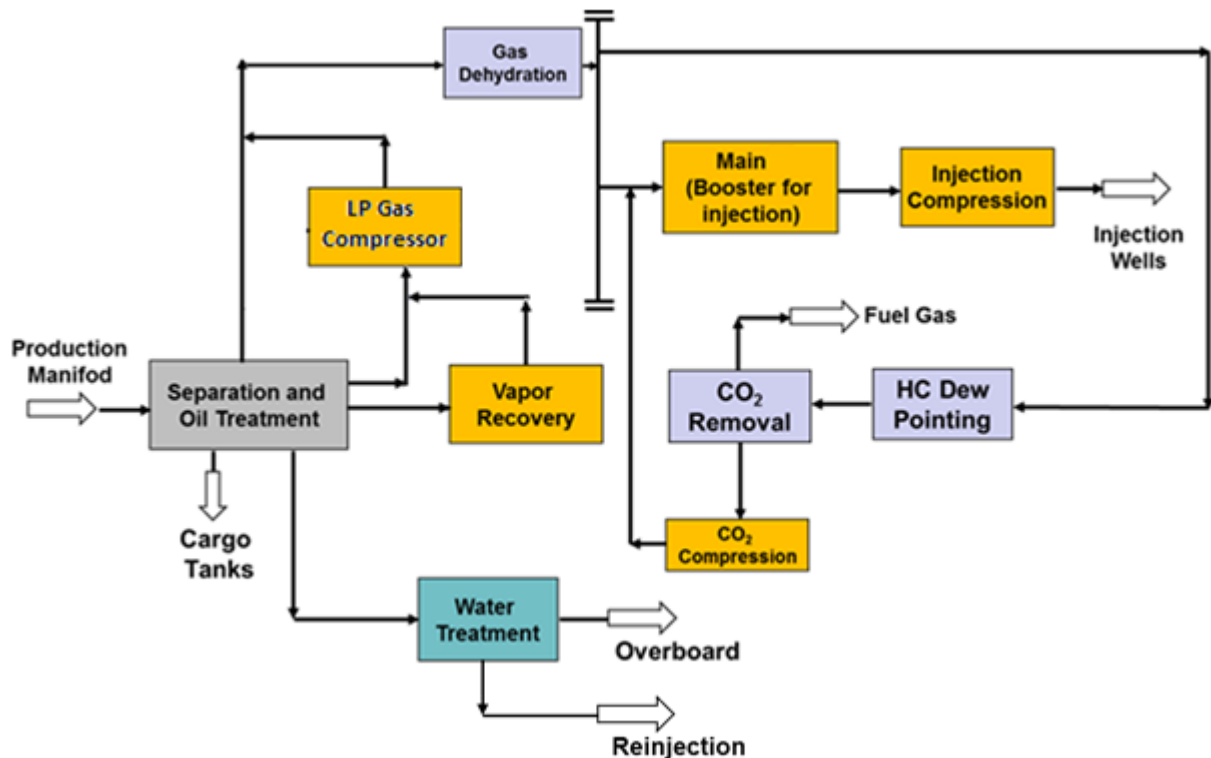 Gas
Dehydration
Main
(Booster for
injection)
Injection
Compression
Injection
Wells
LP Gas
Compressor
Fuel Gas
Production
Manifod
Separation and
Oil Treatment
Vapor
Recovery
CO₂
Removal
HC Dew
Pointing
Cargo
Tanks
CO₂
Compression
Water
Treatment
Overboard
Reinjection